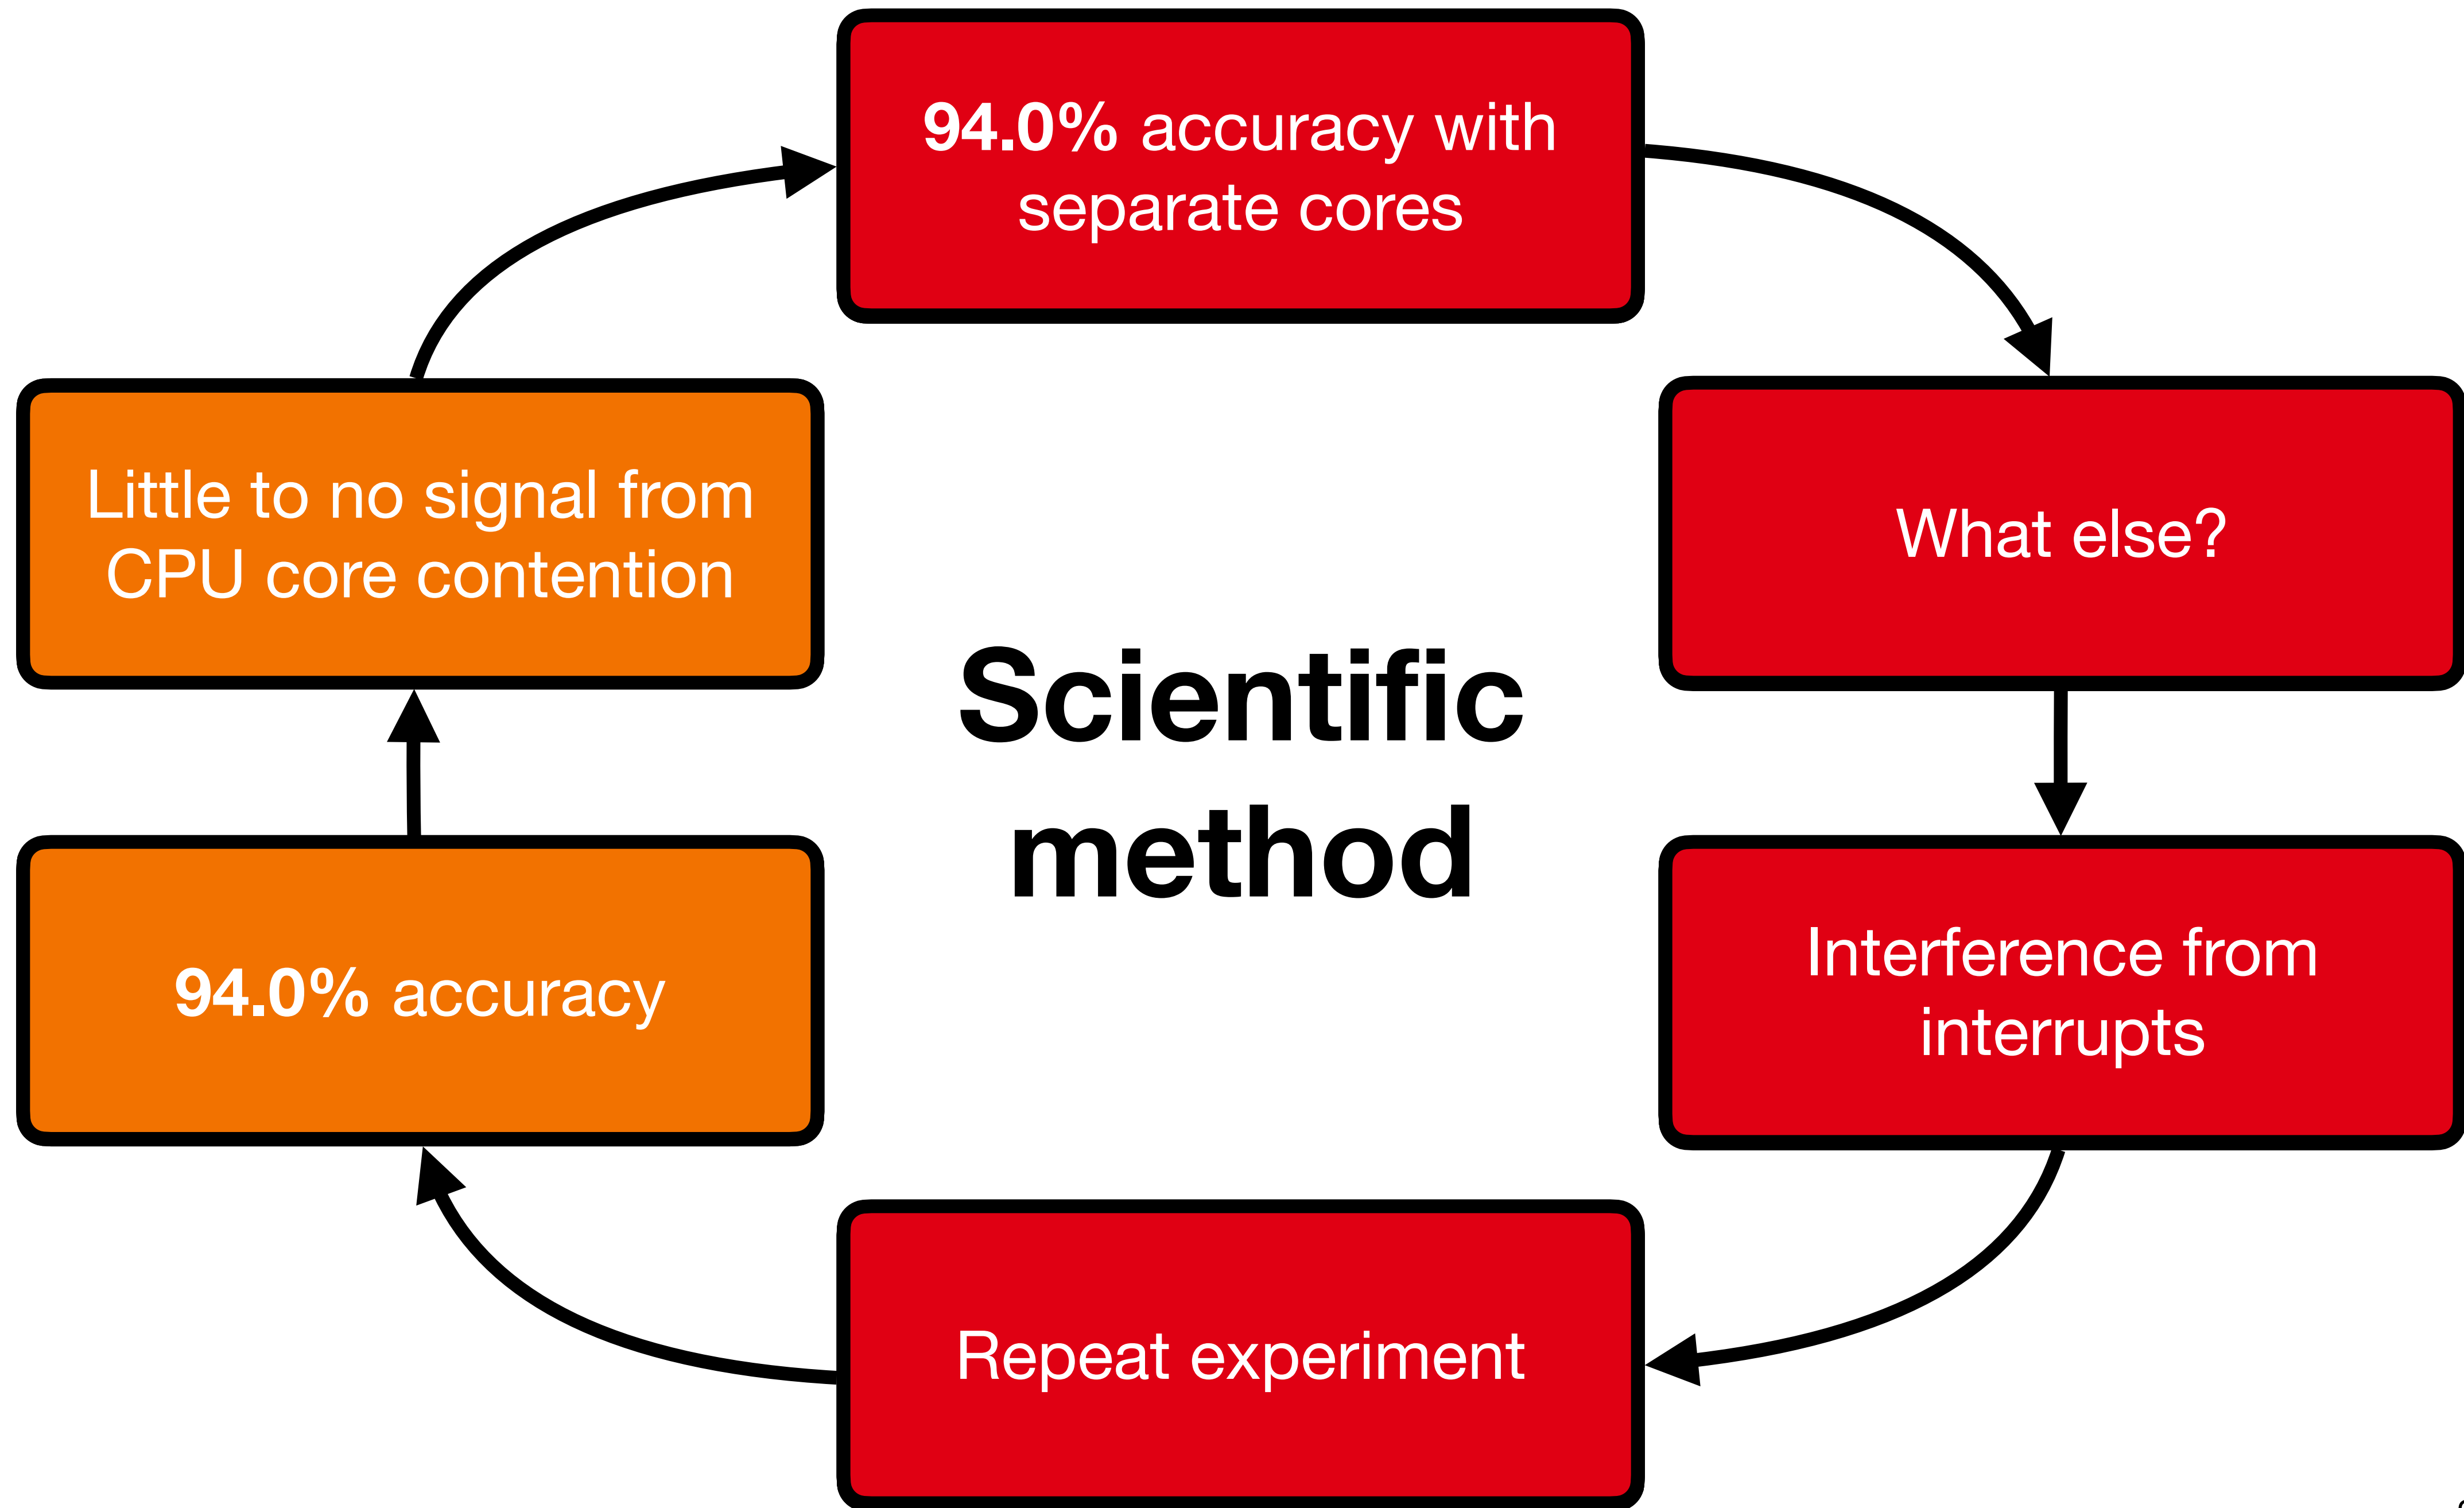 94.0% accuracy with
separate cores
What else?
Interference from
interrupts
Repeat experiment
94.0% accuracy
Little to no signal from
CPU core contention
Scientific
method